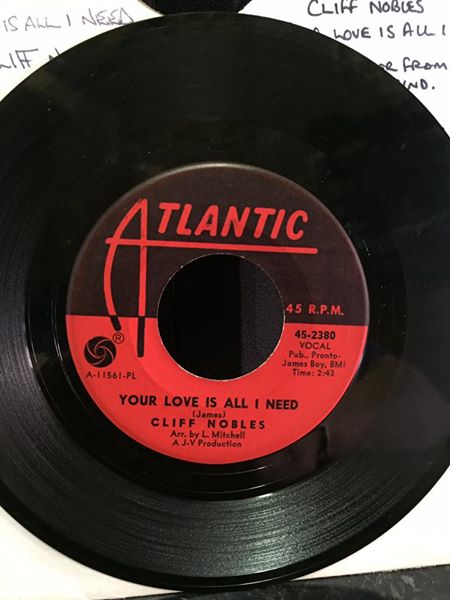 IS ALL I NEED
CLIFF NOBLES
LOVE IS ALL I
FROM
ATLANTIC
®
45 R.P.M.
45-2380
VOCAL
Pub., Pronto-
James Boy, BMI
Time: 2:43
A-11561-PL
YOUR LOVE IS ALL I NEED
(James)
CLIFF NOBLES
Arr. by L. Mitchell
A J-V Production